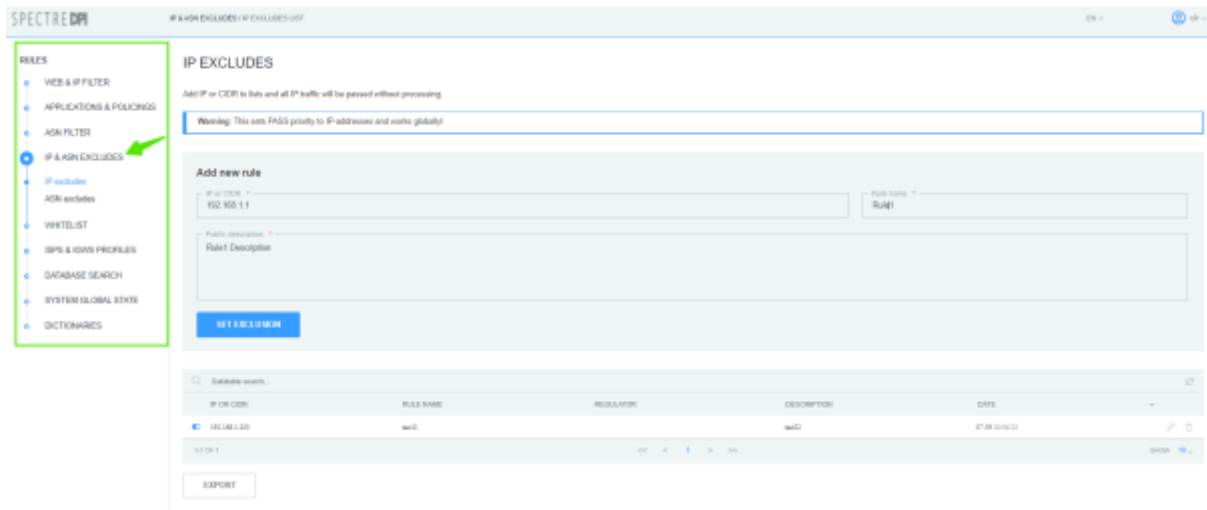 SPECTREDPI
IP & ASN EXCLUDES / IP EXCLUDES LIST
EN
RULES
WEB & IP FILTER
APPLICATIONS & POLICINGS
ASN FILTER
IP & ASN EXCLUDES
IP excludes
ASN excludes
WHITELIST
ISPS & IGWS PROFILES
DATABASE SEARCH
SYSTEM GLOBAL STATE
DICTIONARIES
IP EXCLUDES
Add IP or CIDR to lists and all IP traffic will be passed without processing.
Warning: This sets PASS priority to IP-addresses and works globally!
Add new rule
IP or CIDR *
192.168.1.1
Rule name *
Rule1
Public description *
Rule1 Description
SET EXCLUSION
Datatable search...
IP OR CIDR RULE NAME REGULATOR DESCRIPTION DATE
1-1 OF 1 << < 1 > >> SHOW 10
EXPORT